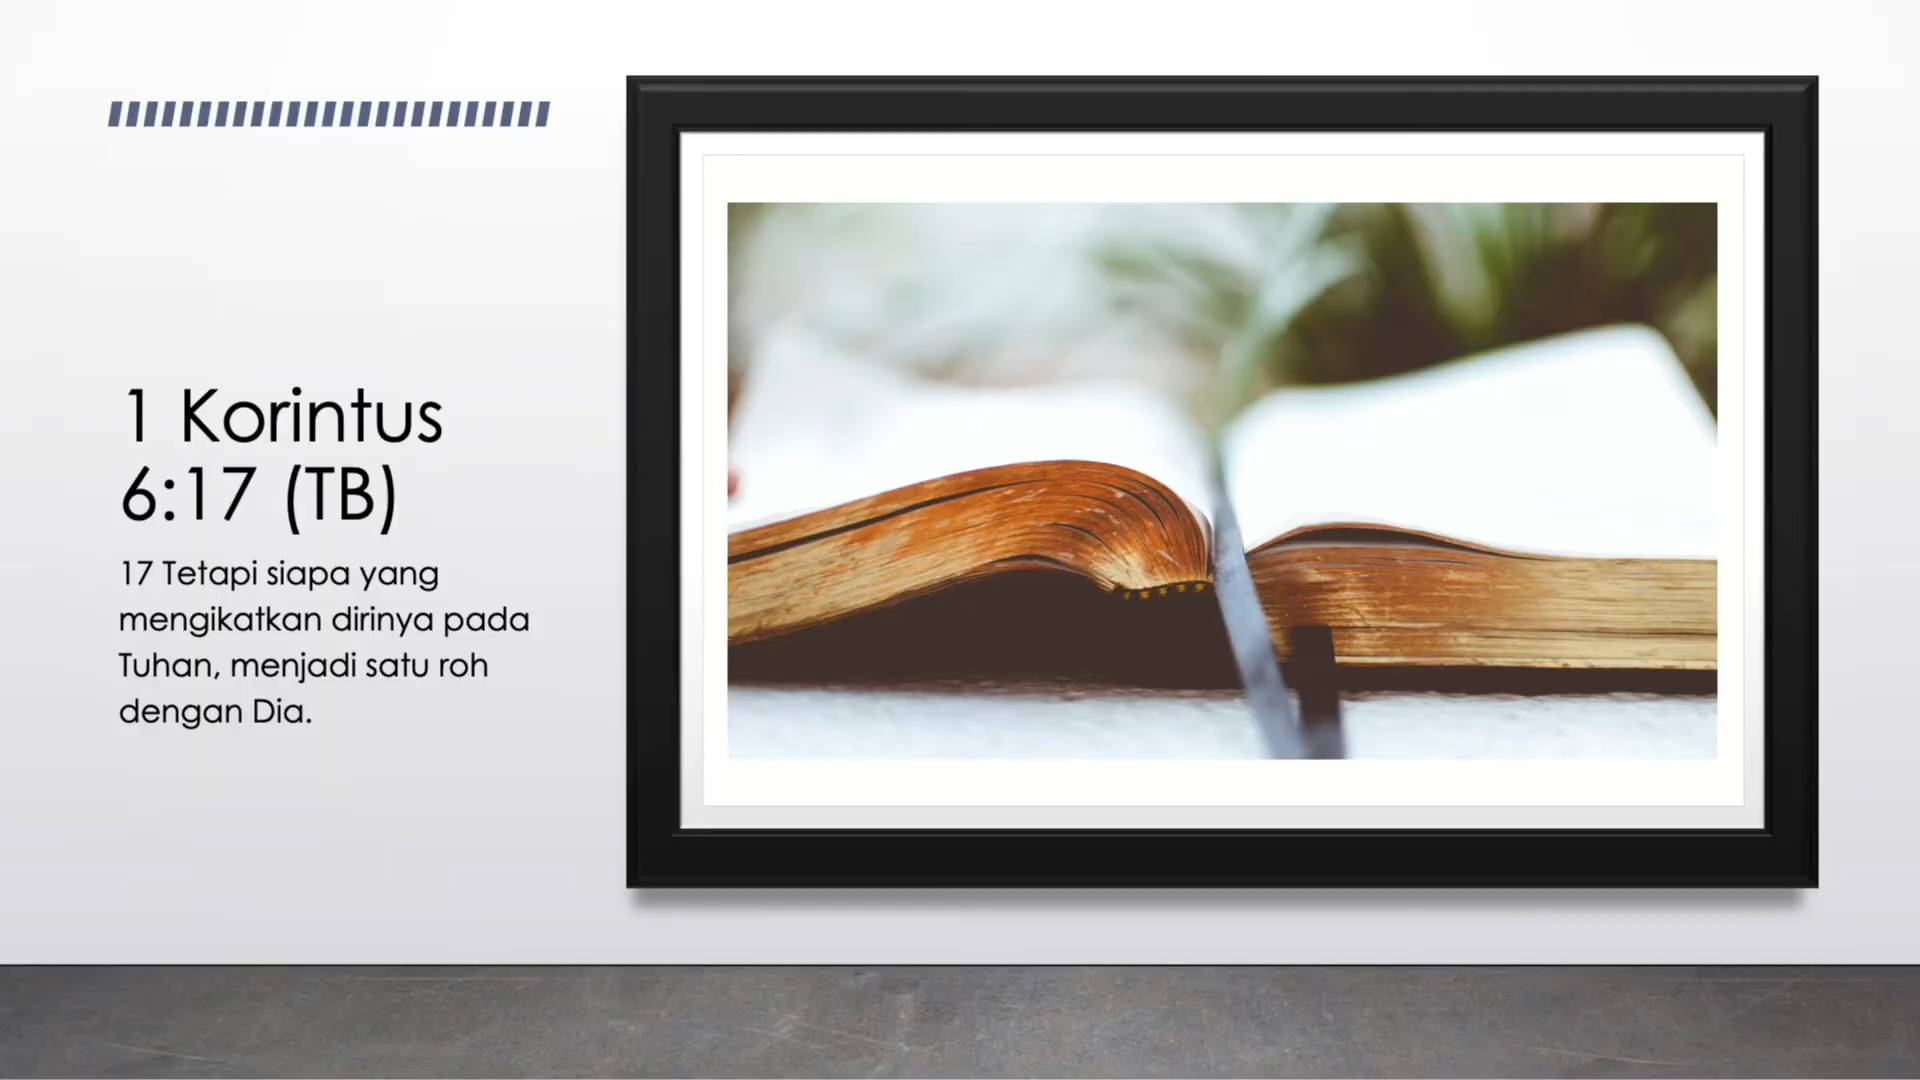 1 Korintus
6:17 (TB)
17 Tetapi siapa yang
mengikatkan dirinya pada
Tuhan, menjadi satu roh
dengan Dia.